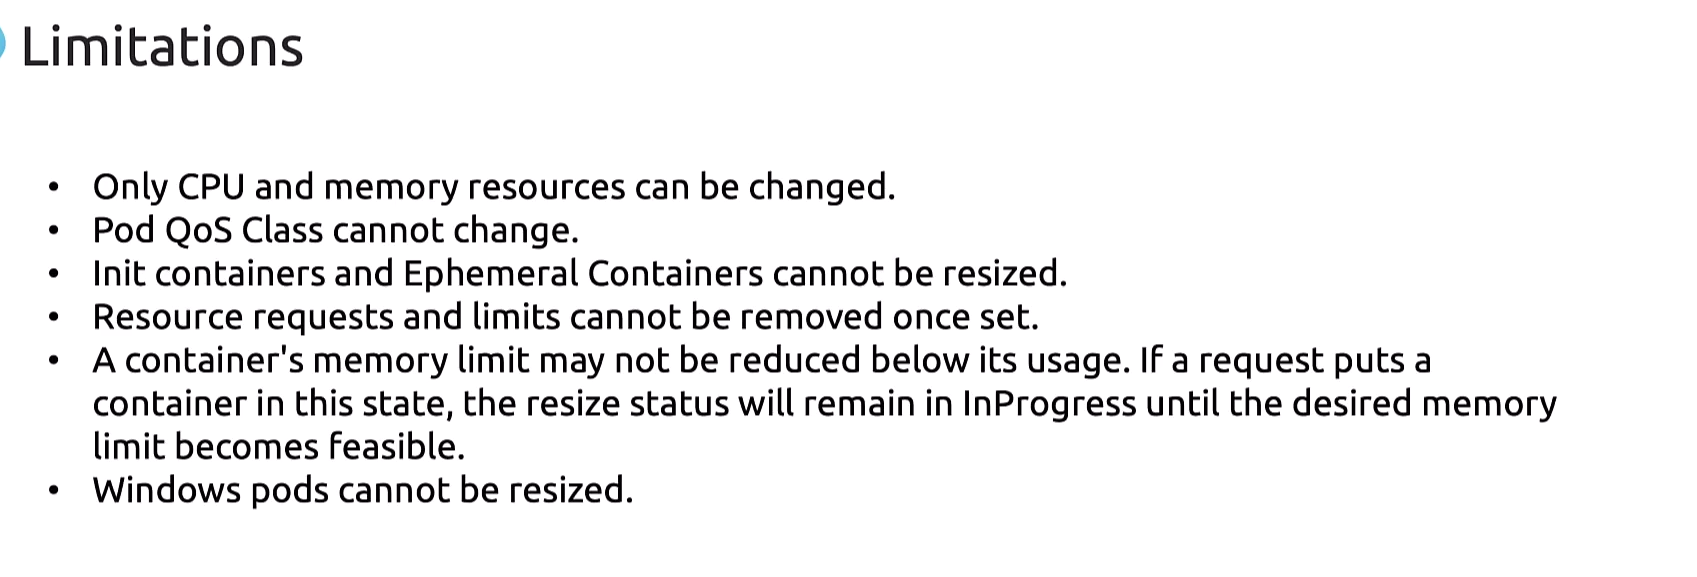 Limitations
• Only CPU and memory resources can be changed.
• Pod QoS Class cannot change.
• Init containers and Ephemeral Containers cannot be resized.
• Resource requests and limits cannot be removed once set.
• A container's memory limit may not be reduced below its usage. If a request puts a
container in this state, the resize status will remain in InProgress until the desired memory
limit becomes feasible.
• Windows pods cannot be resized.